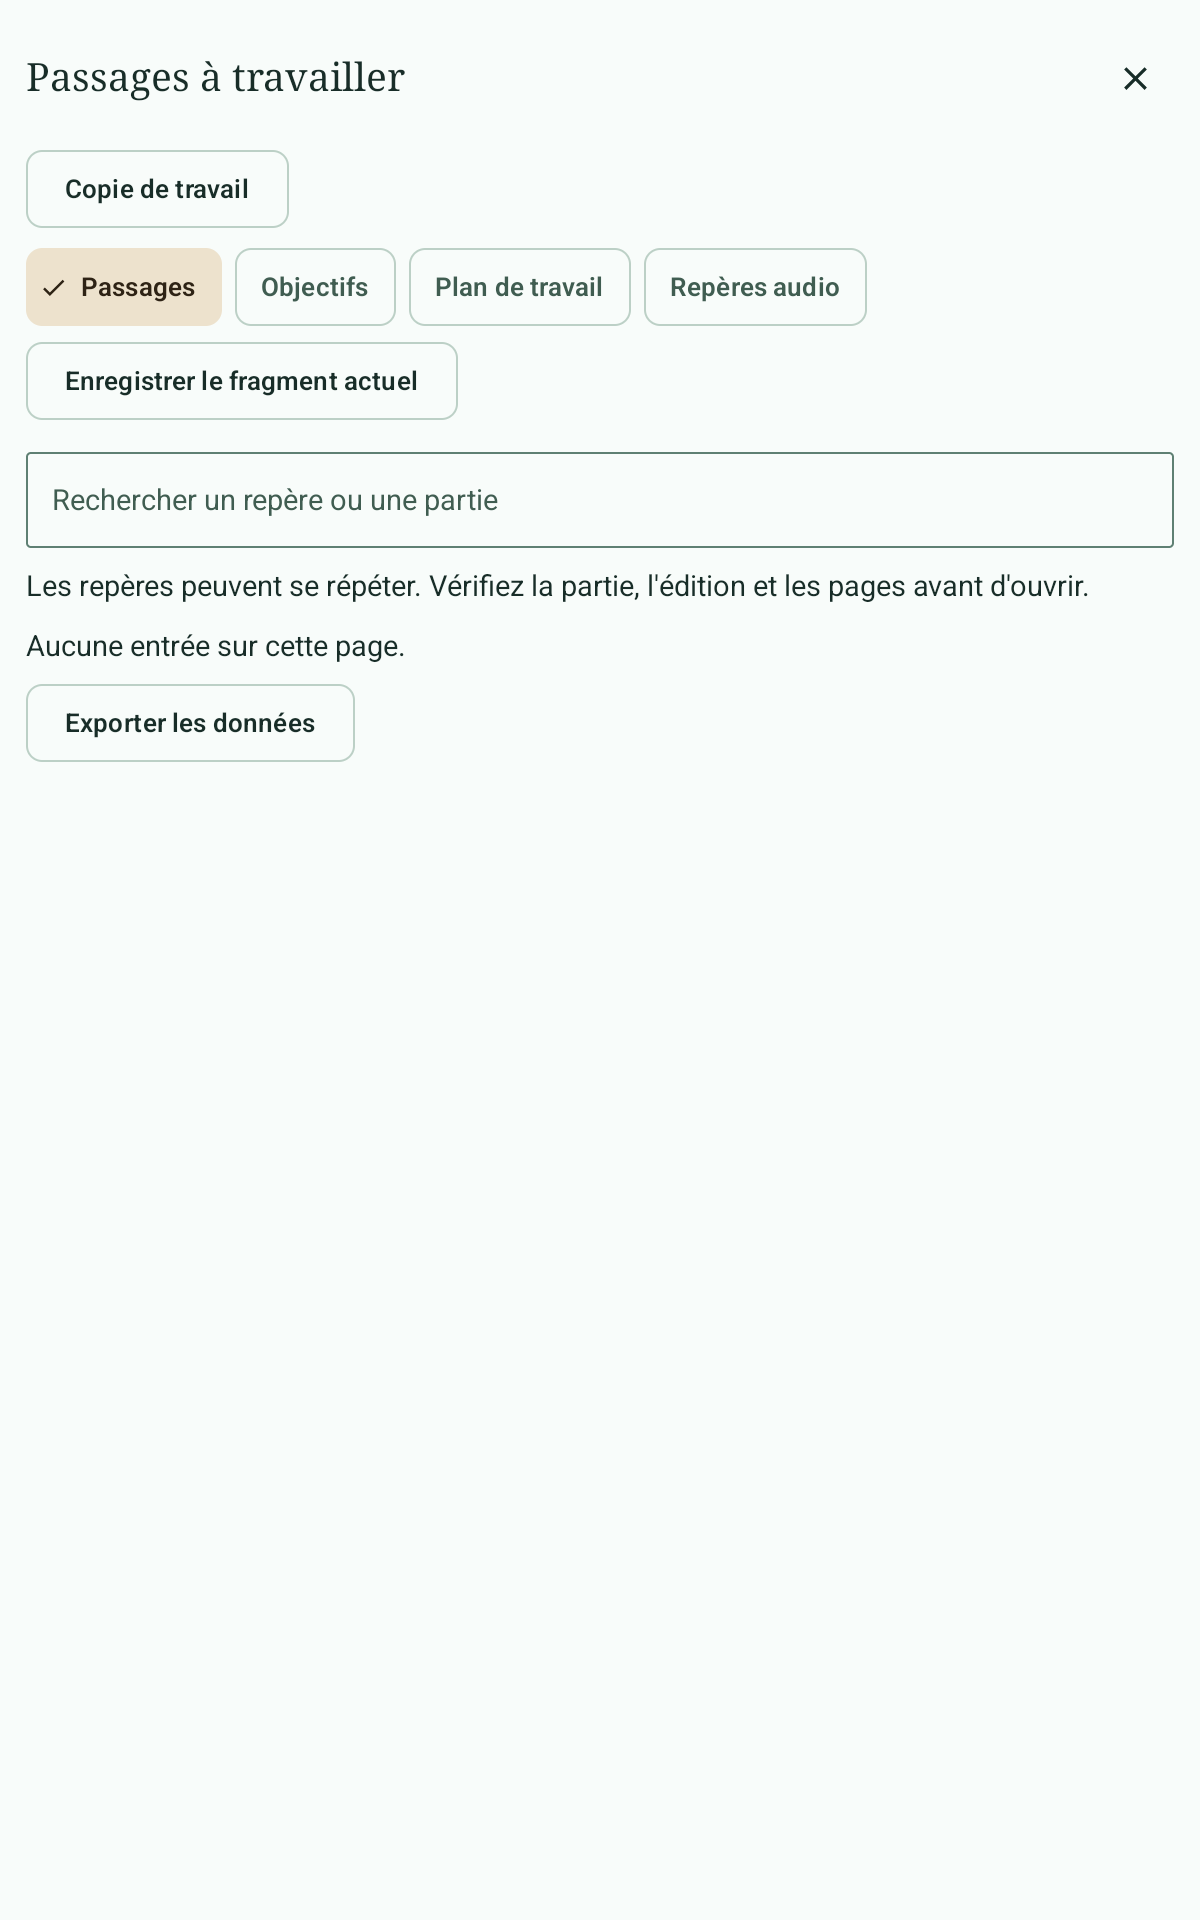 Passages à travailler
Copie de travail
Passages
Objectifs
Plan de travail
Repères audio
Enregistrer le fragment actuel
Rechercher un repère ou une partie
Les repères peuvent se répéter. Vérifiez la partie, l'édition et les pages avant d'ouvrir.
Aucune entrée sur cette page.
Exporter les données